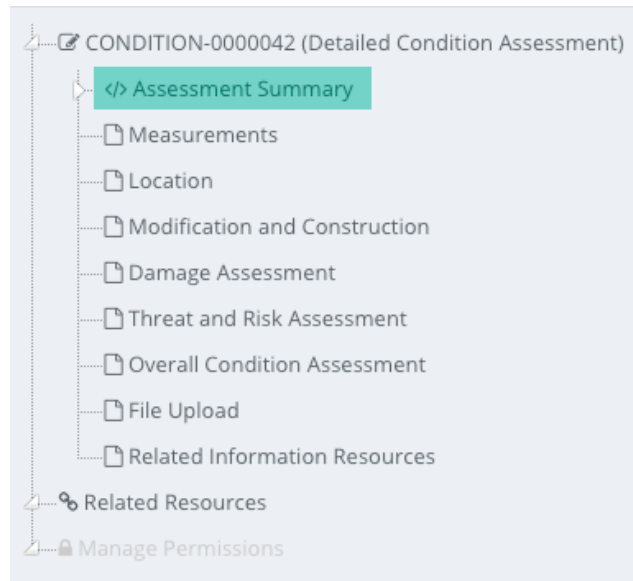 CONDITION-0000042 (Detailed Condition Assessment)
</> Assessment Summary
Measurements
Location
Modification and Construction
Damage Assessment
Threat and Risk Assessment
Overall Condition Assessment
File Upload
Related Information Resources
Related Resources
Manage Permissions